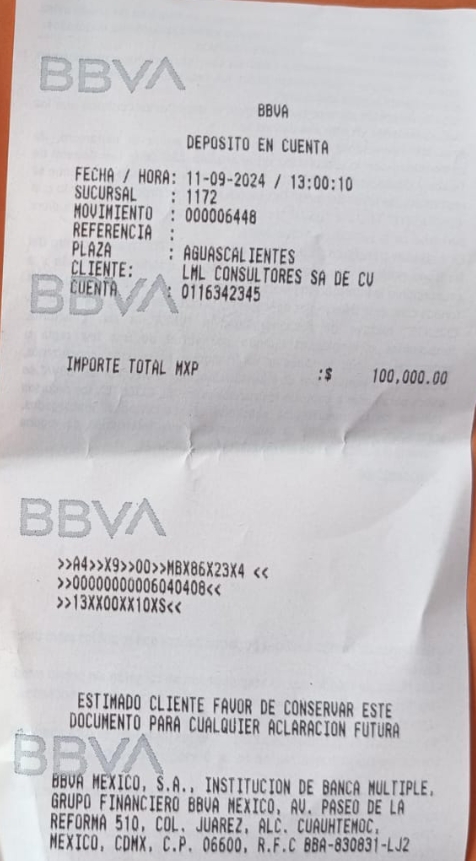 BBVA
BBVA
DEPOSITO EN CUENTA
FECHA / HORA: 11-09-2024 / 13:00:10
SUCURSAL : 1172
MOVIMIENTO : 000006448
REFERENCIA :
PLAZA : AGUASCALIENTES
CLIENTE: LML CONSULTORES SA DE CV
BBVA
CUENTA : 0116342345
IMPORTE TOTAL MXP :$ 100,000.00
BBVA
>>A4>>X9>>00>>MBX86X23X4 <<
>>00000000006040408<<
>>13XX00XX10XS<<
ESTIMADO CLIENTE FAVOR DE CONSERVAR ESTE
DOCUMENTO PARA CUALQUIER ACLARACION FUTURA
BBVA
BBVA MEXICO, S.A., INSTITUCION DE BANCA MULTIPLE,
GRUPO FINANCIERO BBVA MEXICO, AV. PASEO DE LA
REFORMA 510, COL. JUAREZ, ALC. CUAUHTEMOC,
MEXICO, CDMX, C.P. 06600, R.F.C BBA-830831-LJ2